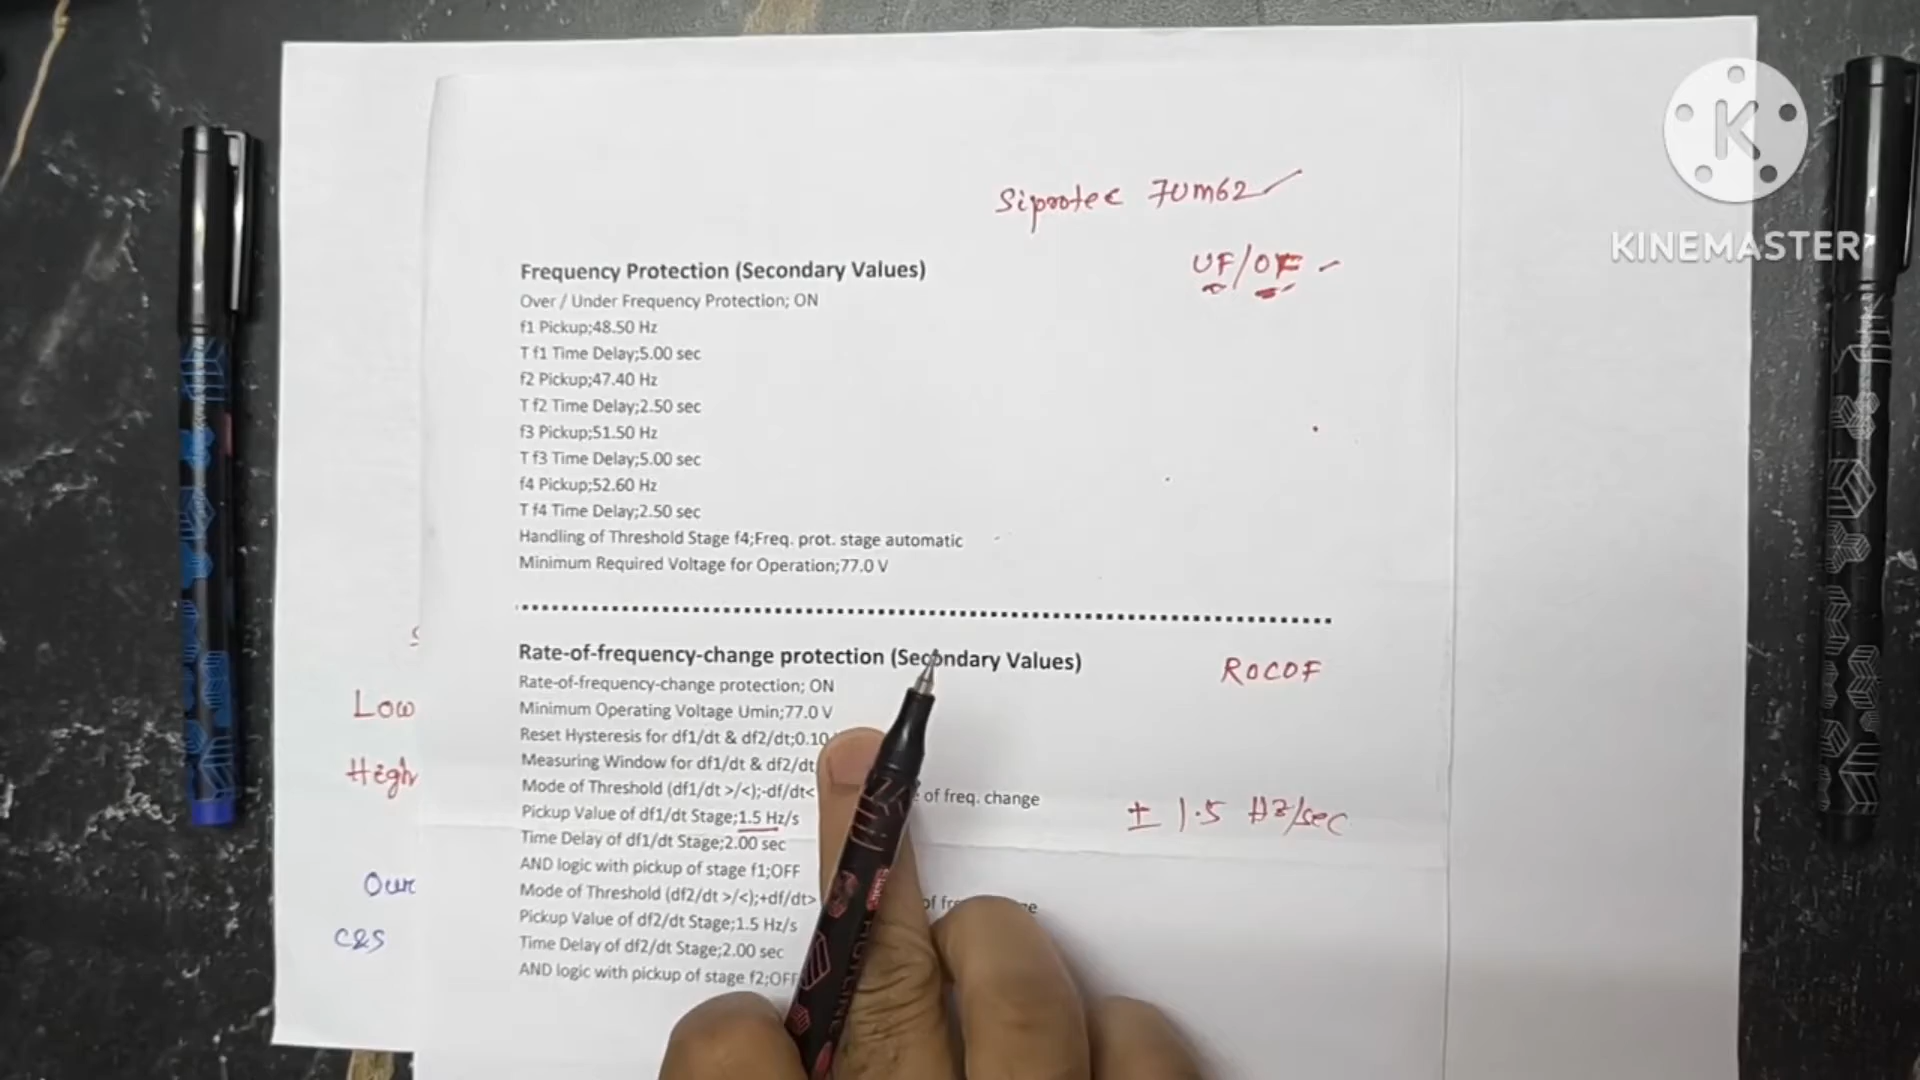 KINEMASTER
Siprotec 7UM62
UF/OF
Frequency Protection (Secondary Values)
Over / Under Frequency Protection; ON
f1 Pickup;48.50 Hz
T f1 Time Delay;5.00 sec
f2 Pickup;47.40 Hz
T f2 Time Delay;2.50 sec
f3 Pickup;51.50 Hz
T f3 Time Delay;5.00 sec
f4 Pickup;52.60 Hz
T f4 Time Delay;2.50 sec
Handling of Threshold Stage f4;Freq. prot. stage automatic
Minimum Required Voltage for Operation;77.0 V
Rate-of-frequency-change protection (Secondary Values)
ROCOF
Rate-of-frequency-change protection; ON
Minimum Operating Voltage Umin;77.0 V
Reset Hysteresis for df1/dt & df2/dt;0.10
Measuring Window for df1/dt & df2/dt
Mode of Threshold (df1/dt >/<);-df/dt< of freq. change
Pickup Value of df1/dt Stage;1.5 Hz/s
± 1.5 Hz/sec
Time Delay of df1/dt Stage;2.00 sec
AND logic with pickup of stage f1;OFF
Mode of Threshold (df2/dt >/<);+df/dt> of
Pickup Value of df2/dt Stage;1.5 Hz/s
Time Delay of df2/dt Stage;2.00 sec
AND logic with pickup of stage f2;OFF
Low
High
Our
C&S